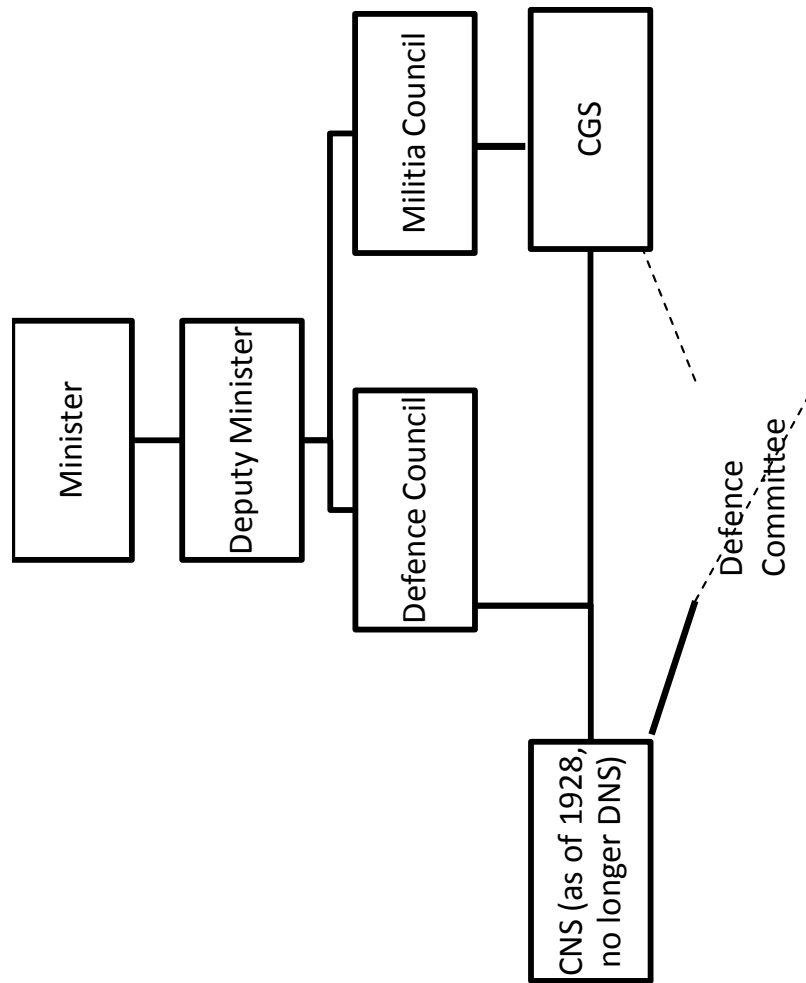 Minister
Deputy Minister
Defence Council
Militia Council
CNS (as of 1928,
no longer DNS)
CGS
Defence
Committee